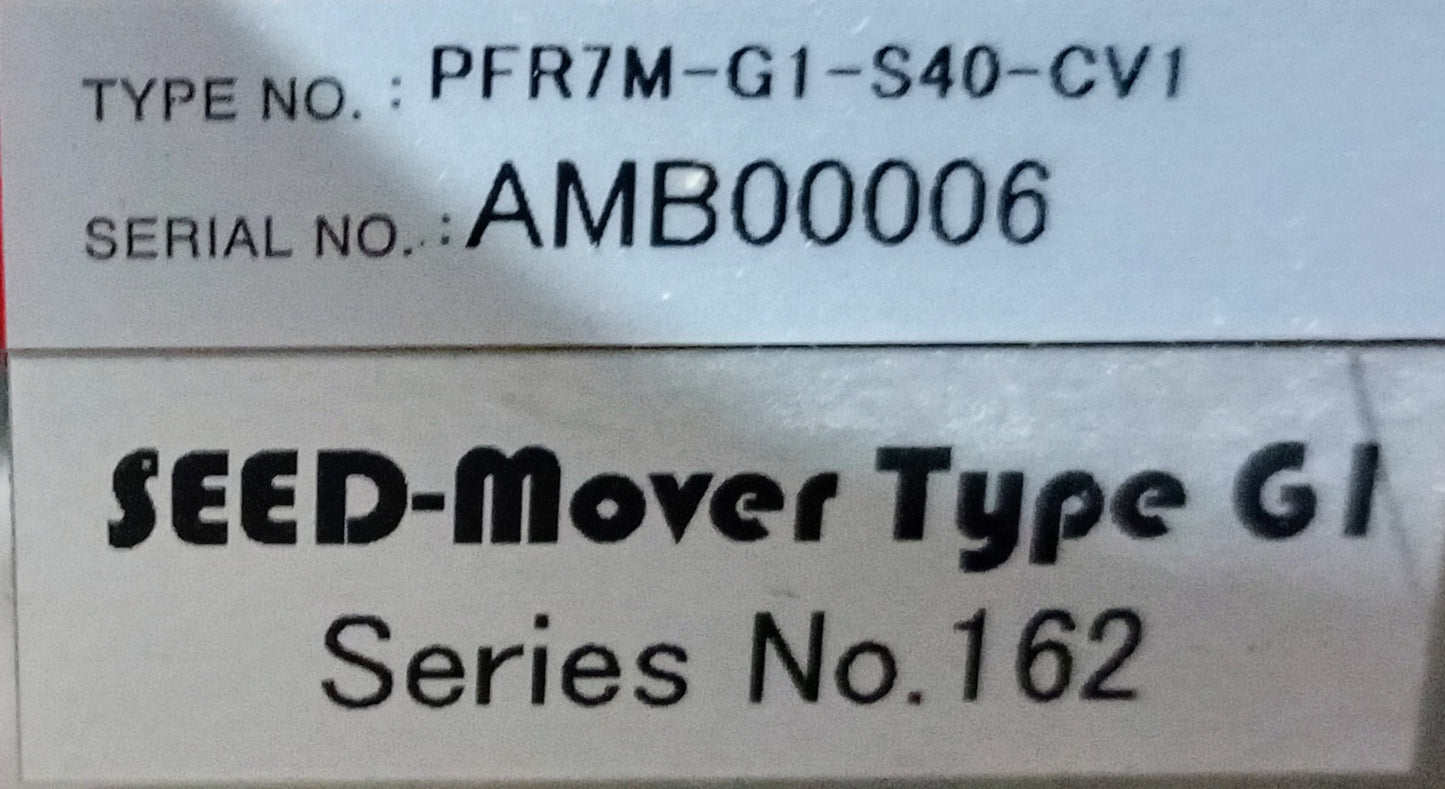 TYPE NO. : PFR7M-G1-S40-CV1
SERIAL NO. : AMB00006
SEED-Mover Type G1
Series No.162